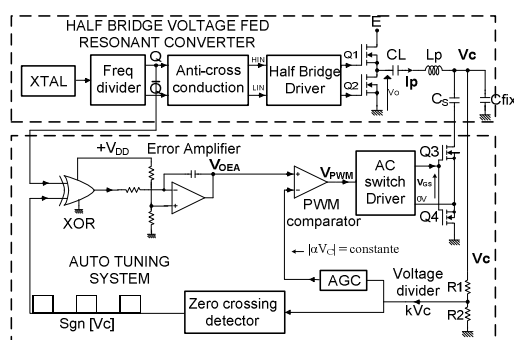 HALF BRIDGE VOLTAGE FED
RESONANT CONVERTER
E
XTAL
Freq
divider
Q
Q̅
Anti-cross
conduction
HIN
LIN
Half Bridge
Driver
Q1
Q2
Vo
CL
Ip
Lp
Vc
CS
Cfix
+VDD
Error Amplifier
VOEA
XOR
PWM
comparator
VPWM
AC
switch
Driver
VGS
0V
Q3
Q4
← |αVC| = constante
Vc
AUTO TUNING
SYSTEM
Sgn [Vc]
Zero crossing
detector
AGC
Voltage
divider
kVc
R1
R2